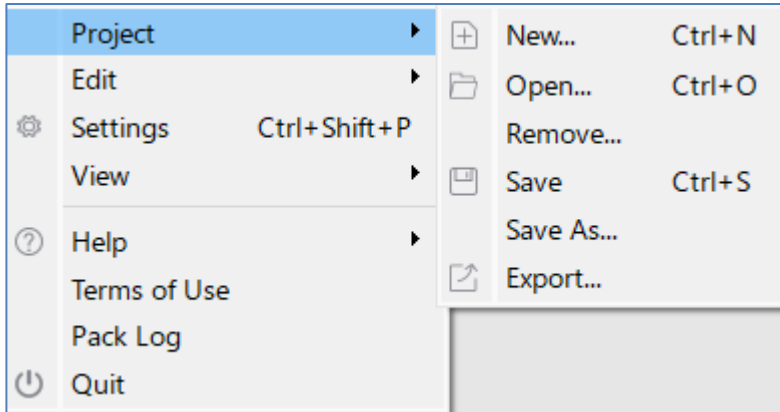 Project
Edit
Settings Ctrl+Shift+P
View
Help
Terms of Use
Pack Log
Quit
New... Ctrl+N
Open... Ctrl+O
Remove...
Save Ctrl+S
Save As...
Export...